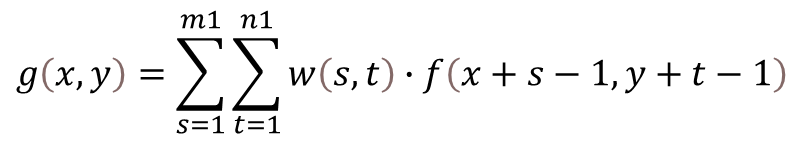 g(x, y) = ∑_{s=1}^{m1} ∑_{t=1}^{n1} w(s, t) · f(x + s − 1, y + t − 1)